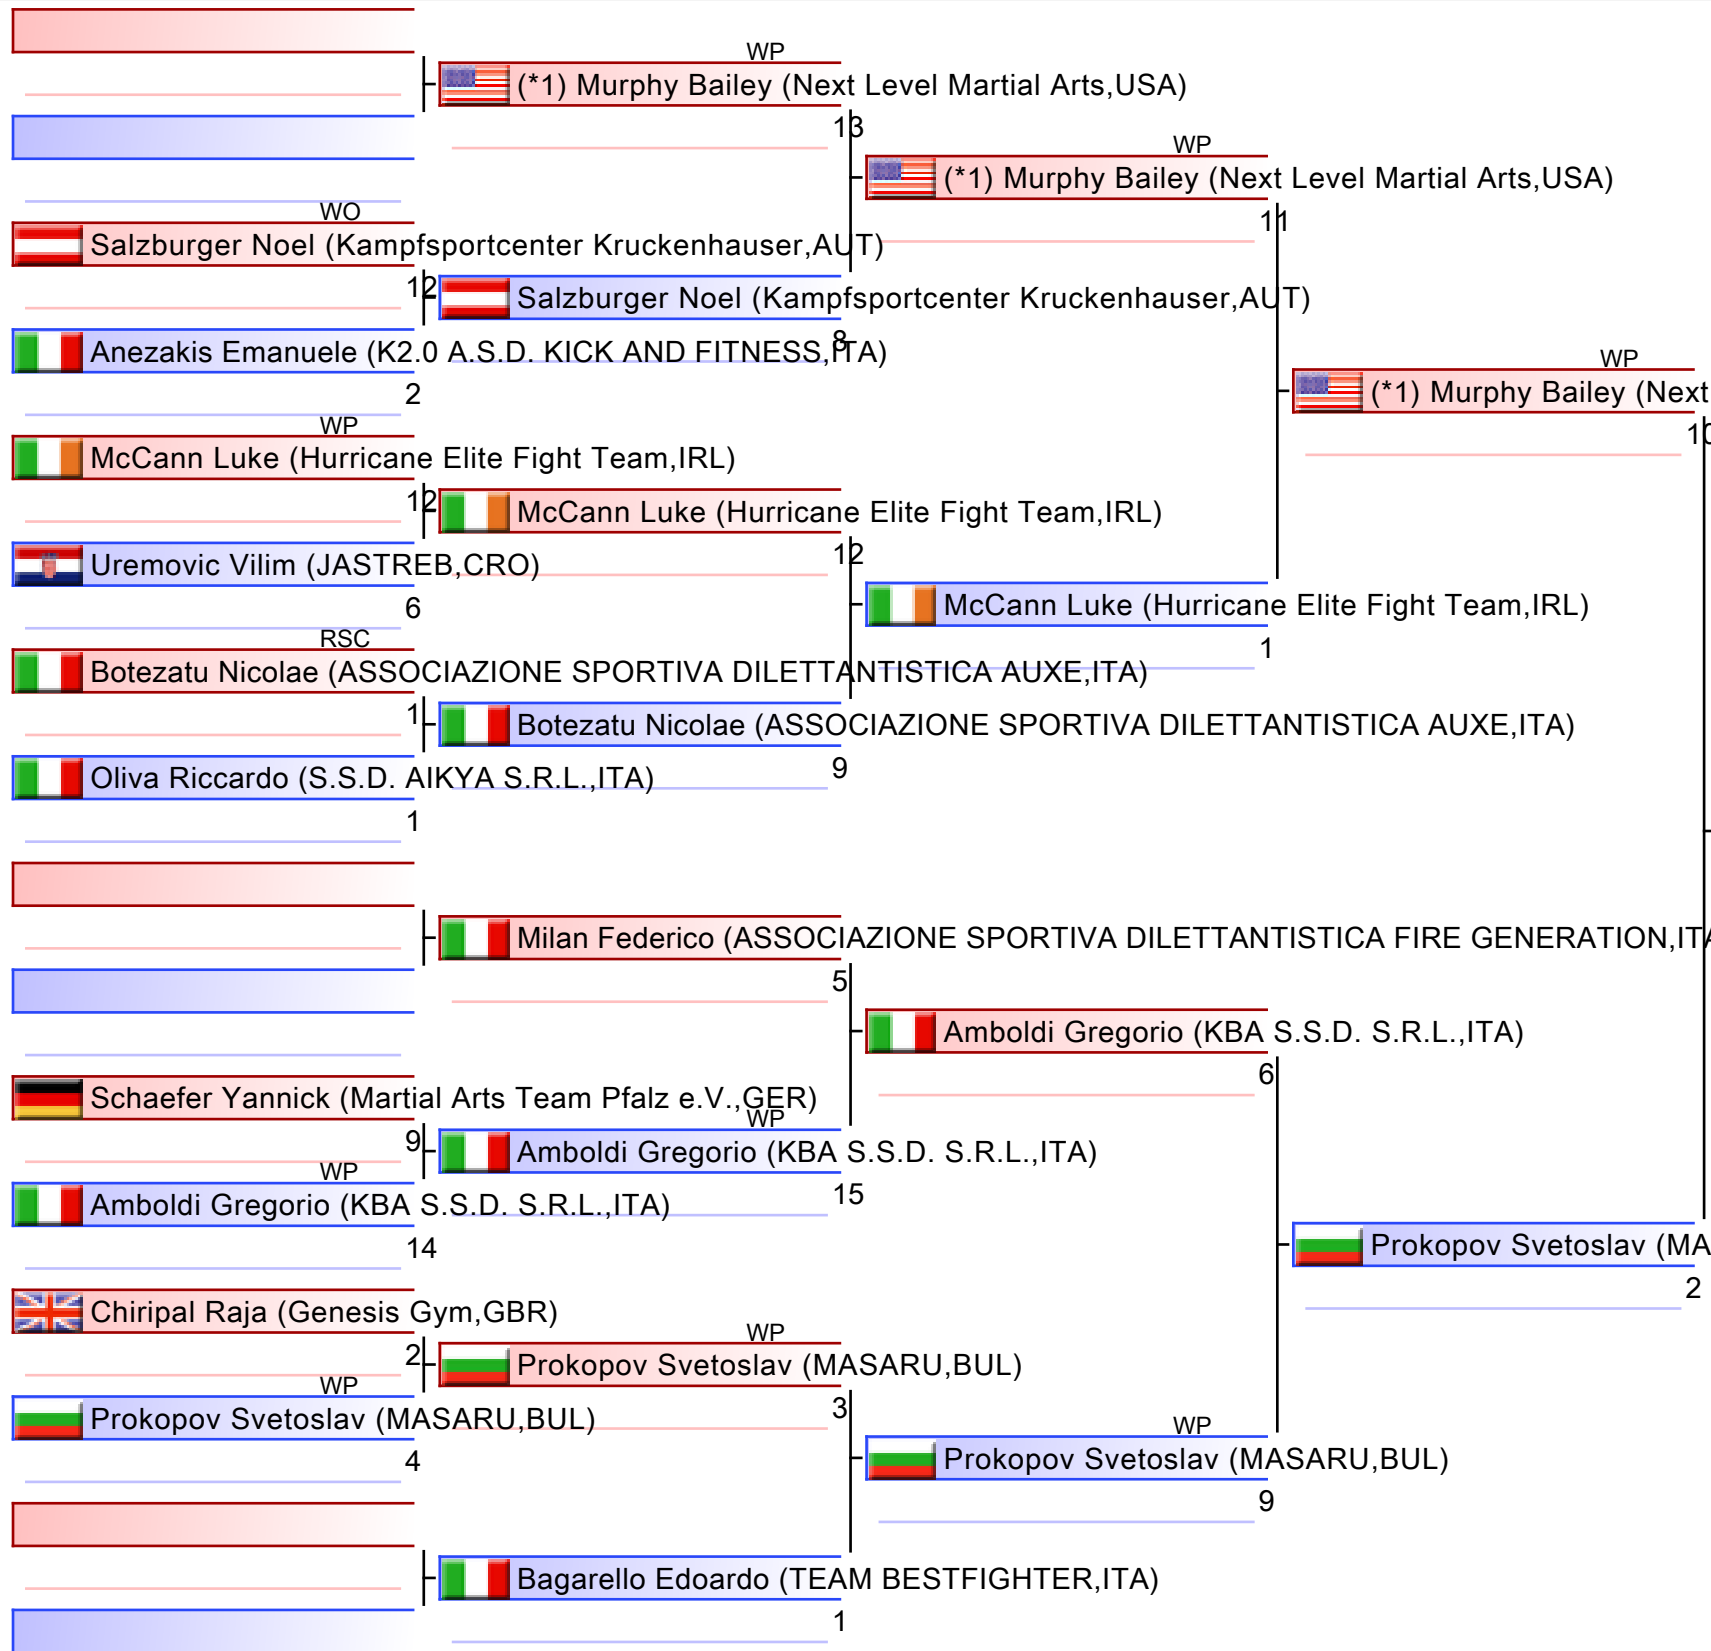 WP
(*1) Murphy Bailey (Next Level Martial Arts,USA)
13
WP
(*1) Murphy Bailey (Next Level Martial Arts,USA)
11
WO
Salzburger Noel (Kampfsportcenter Kruckenhauser,AUT)
12
Salzburger Noel (Kampfsportcenter Kruckenhauser,AUT)
8
Anezakis Emanuele (K2.0 A.S.D. KICK AND FITNESS,ITA)
2
WP
(*1) Murphy Bailey (Next
10
WP
McCann Luke (Hurricane Elite Fight Team,IRL)
12
McCann Luke (Hurricane Elite Fight Team,IRL)
12
Uremovic Vilim (JASTREB,CRO)
6
McCann Luke (Hurricane Elite Fight Team,IRL)
1
RSC
Botezatu Nicolae (ASSOCIAZIONE SPORTIVA DILETTANTISTICA AUXE,ITA)
1
Botezatu Nicolae (ASSOCIAZIONE SPORTIVA DILETTANTISTICA AUXE,ITA)
9
Oliva Riccardo (S.S.D. AIKYA S.R.L.,ITA)
1
Milan Federico (ASSOCIAZIONE SPORTIVA DILETTANTISTICA FIRE GENERATION,ITA
5
Amboldi Gregorio (KBA S.S.D. S.R.L.,ITA)
6
Schaefer Yannick (Martial Arts Team Pfalz e.V.,GER)
9
WP
Amboldi Gregorio (KBA S.S.D. S.R.L.,ITA)
15
WP
Amboldi Gregorio (KBA S.S.D. S.R.L.,ITA)
14
Prokopov Svetoslav (MA
2
Chiripal Raja (Genesis Gym,GBR)
2
WP
Prokopov Svetoslav (MASARU,BUL)
3
WP
Prokopov Svetoslav (MASARU,BUL)
4
WP
Prokopov Svetoslav (MASARU,BUL)
9
Bagarello Edoardo (TEAM BESTFIGHTER,ITA)
1